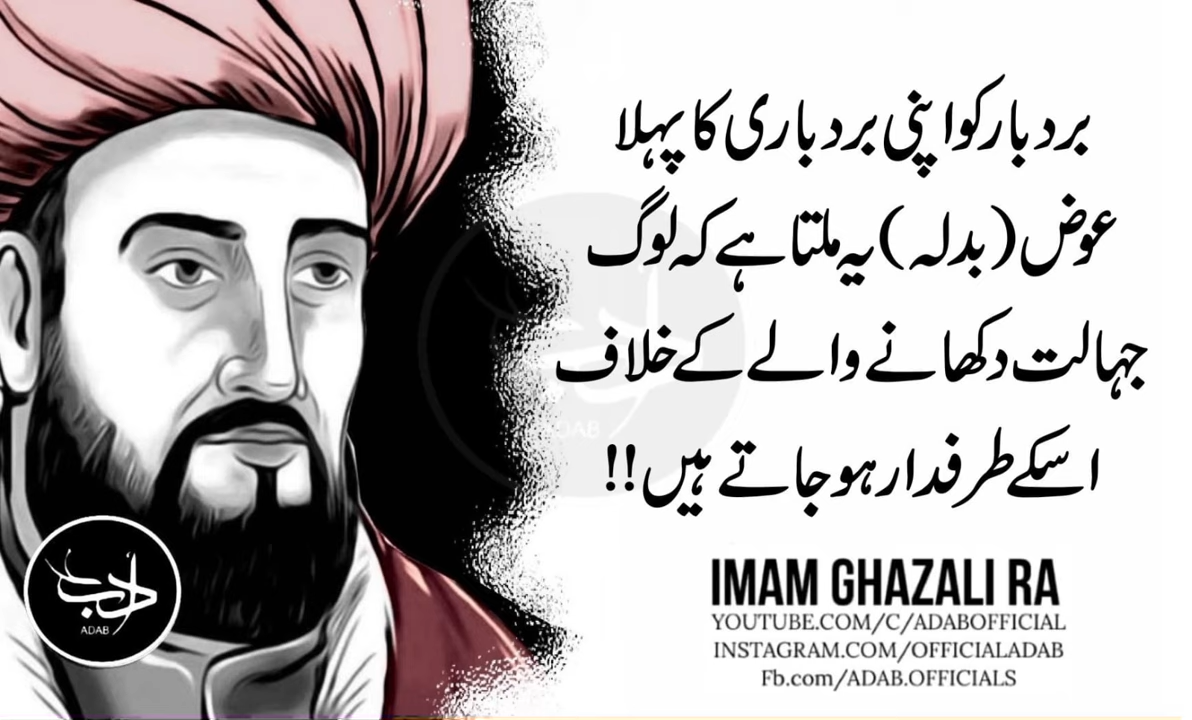 بردبار کو اپنی بردباری کا پہلا
عوض (بدلہ) یہ ملتا ہے کہ لوگ
جہالت دکھانے والے کے خلاف
اسکے طرفدار ہو جاتے ہیں!!
IMAM GHAZALI RA
YOUTUBE.COM/C/ADABOFFICIAL
INSTAGRAM.COM/OFFICIALADAB
Fb.com/ADAB.OFFICIALS
ادب
ADAB
ADAB